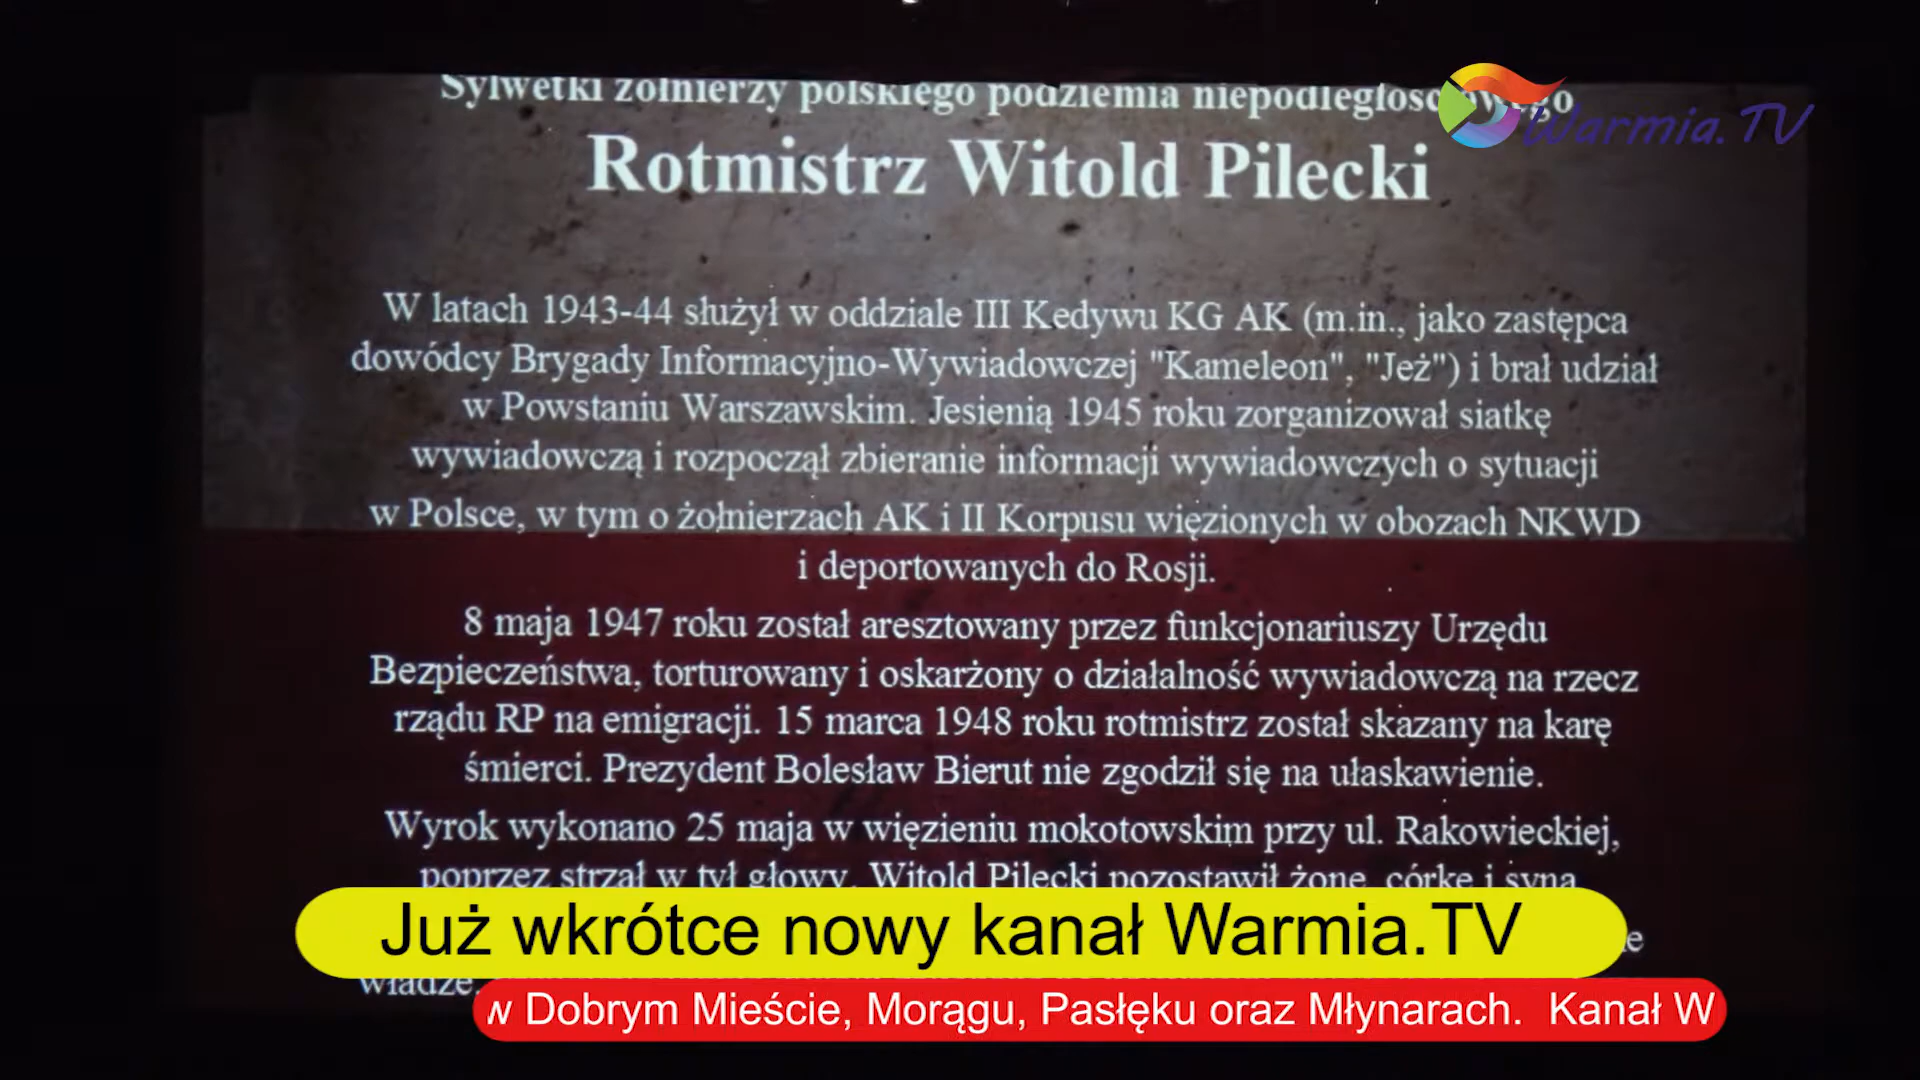 Sylwetki żołnierzy polskiego podziemia niepodległościowego
Warmia.TV
Rotmistrz Witold Pilecki
W latach 1943-44 służył w oddziale III Kedywu KG AK (m.in., jako zastępca
dowódcy Brygady Informacyjno-Wywiadowczej "Kameleon", "Jeż") i brał udział
w Powstaniu Warszawskim. Jesienią 1945 roku zorganizował siatkę
wywiadowczą i rozpoczął zbieranie informacji wywiadowczych o sytuacji
w Polsce, w tym o żołnierzach AK i II Korpusu więzionych w obozach NKWD
i deportowanych do Rosji.
8 maja 1947 roku został aresztowany przez funkcjonariuszy Urzędu
Bezpieczeństwa, torturowany i oskarżony o działalność wywiadowczą na rzecz
rządu RP na emigracji. 15 marca 1948 roku rotmistrz został skazany na karę
śmierci. Prezydent Bolesław Bierut nie zgodził się na ułaskawienie.
Wyrok wykonano 25 maja w więzieniu mokotowskim przy ul. Rakowieckiej,
poprzez strzał w tył głowy. Witold Pilecki pozostawił żonę, córkę i syna.
Już wkrótce nowy kanał Warmia.TV
władze.
w Dobrym Mieście, Morągu, Pasłęku oraz Młynarach. Kanał W